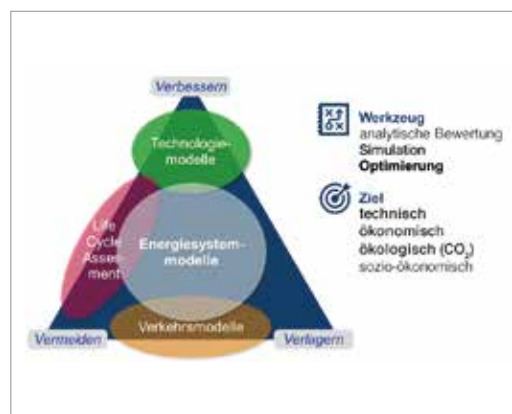 Verbessern
Technologie-
modelle
Life
Cycle
Asses-
ment
Energiesystem-
modelle
Verkehrsmodelle
Vermeiden
Verlagern
Werkzeug
analytische Bewertung
Simulation
Optimierung
Ziel
technisch
ökonomisch
ökologisch (CO₂)
sozio-ökonomisch